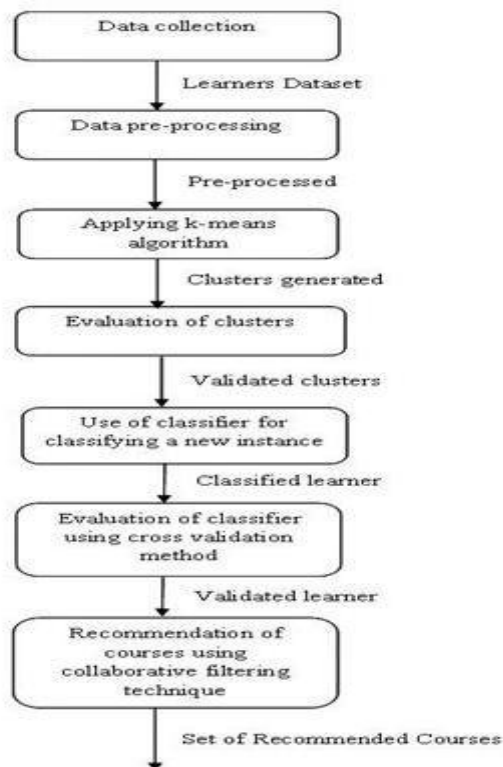 Data collection
Learners Dataset
Data pre-processing
Pre-processed
Applying k-means
algorithm
Clusters generated
Evaluation of clusters
Validated clusters
Use of classifier for
classifying a new instance
Classified learner
Evaluation of classifier
using cross validation
method
Validated learner
Recommendation of
courses using
collaborative filtering
technique
Set of Recommended Courses